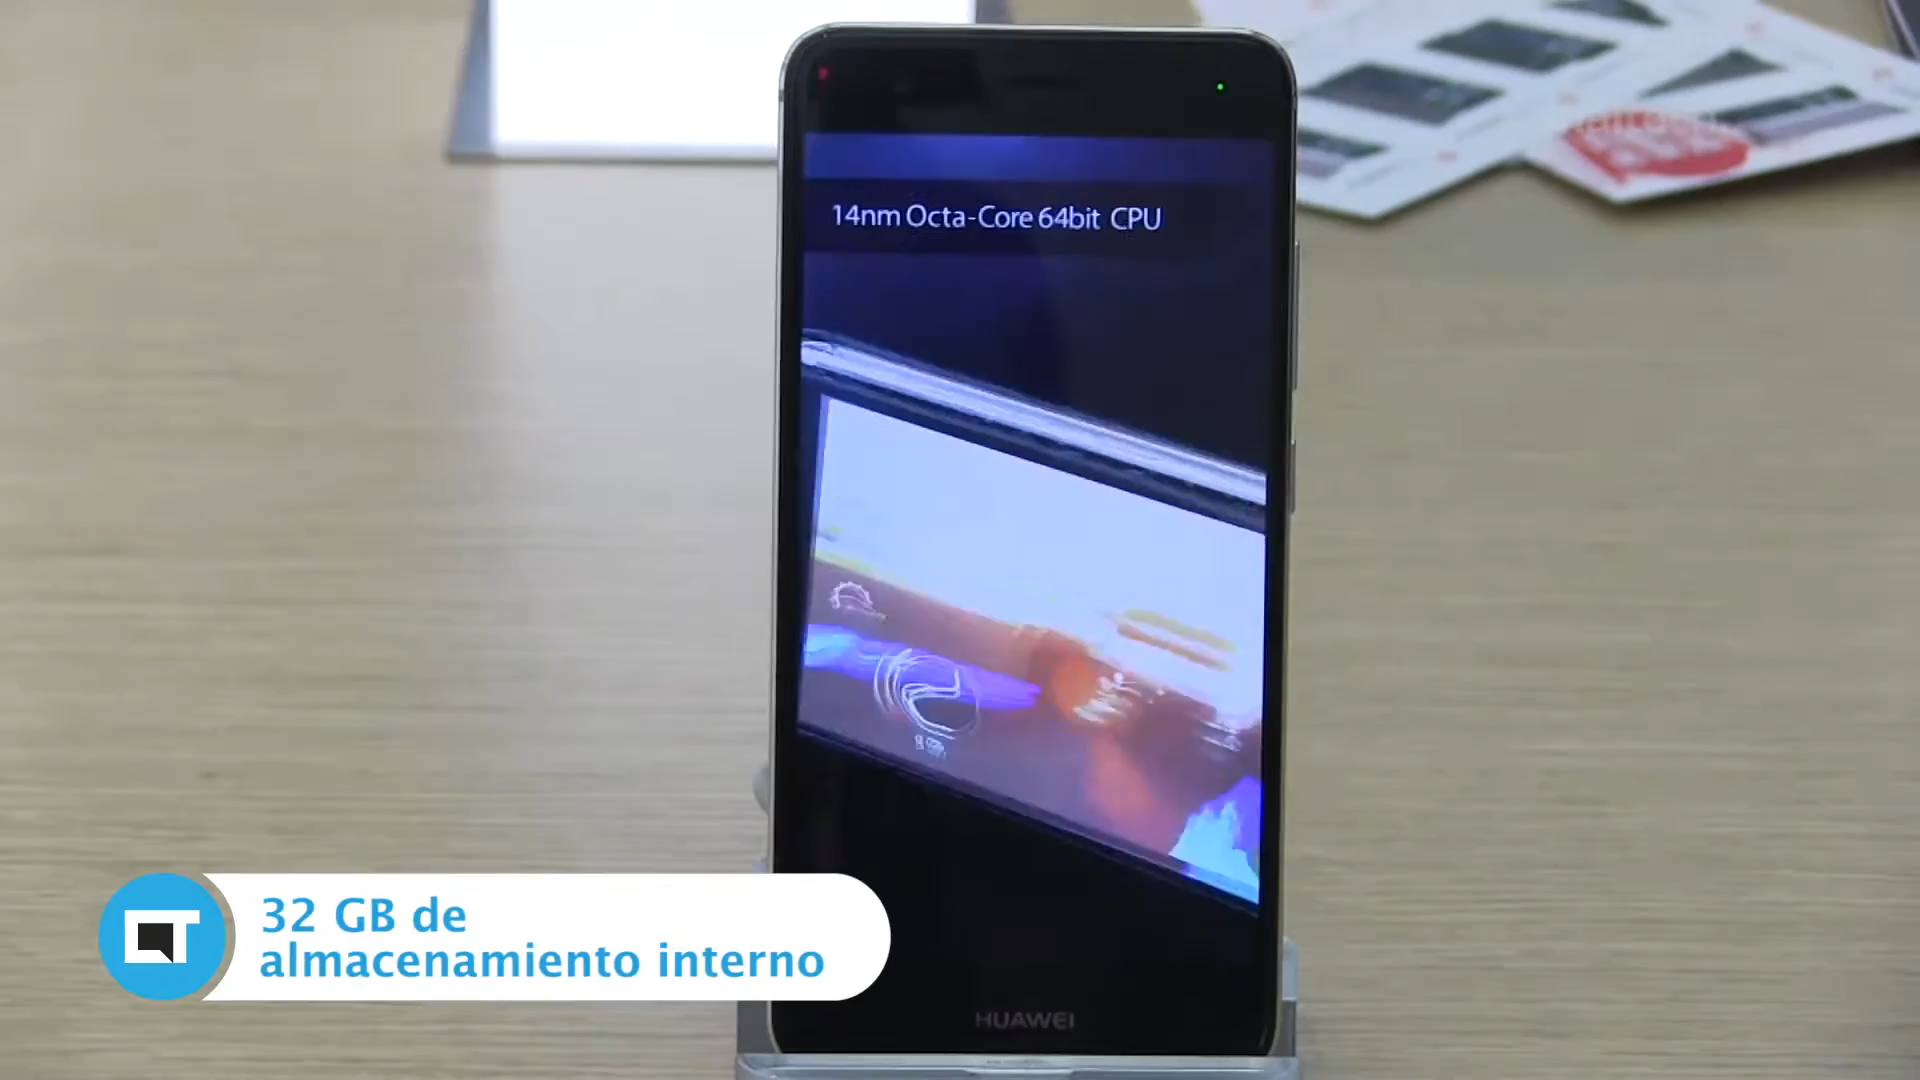 14nm Octa-Core 64bit CPU
32 GB de
almacenamiento interno
HUAWEI